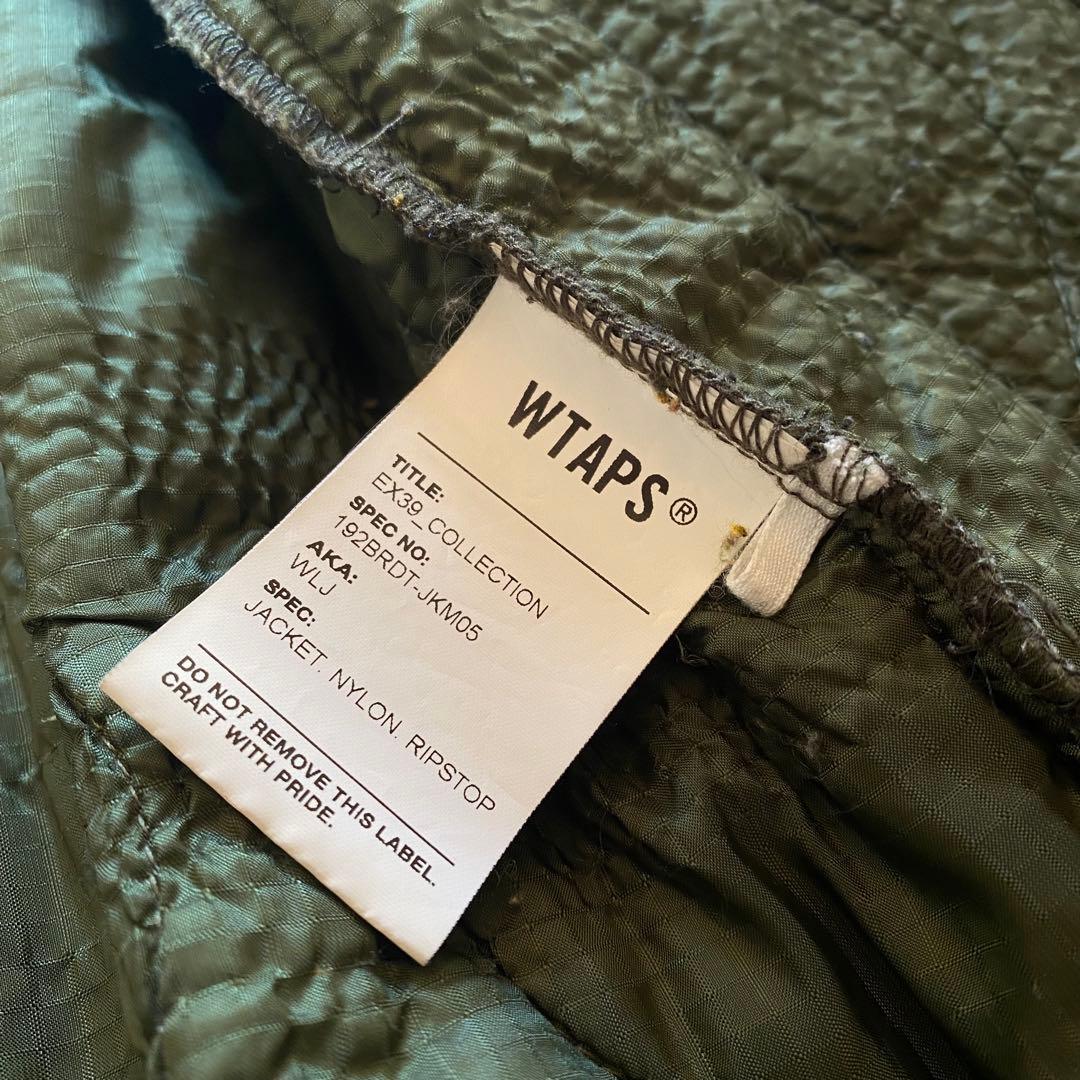 WTAPS®
TITLE:
EX39_COLLECTION
SPEC NO:
192BRDT-JKM05
AKA:
WLJ
SPEC:
JACKET. NYLON. RIPSTOP
DO NOT REMOVE THIS LABEL.
CRAFT WITH PRIDE.